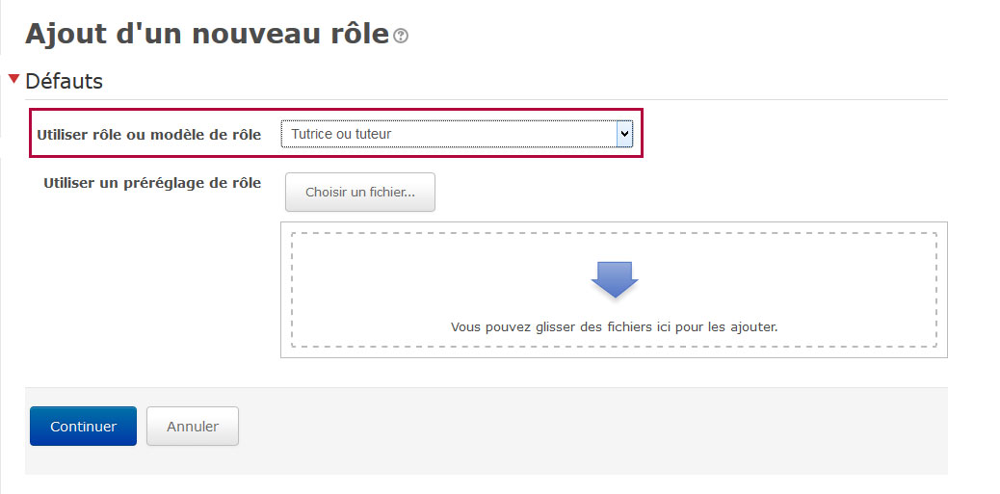 Ajout d'un nouveau rôle
Défauts
Utiliser rôle ou modèle de rôle Tutrice ou tuteur
Utiliser un préréglage de rôle Choisir un fichier...
Vous pouvez glisser des fichiers ici pour les ajouter.
Continuer Annuler